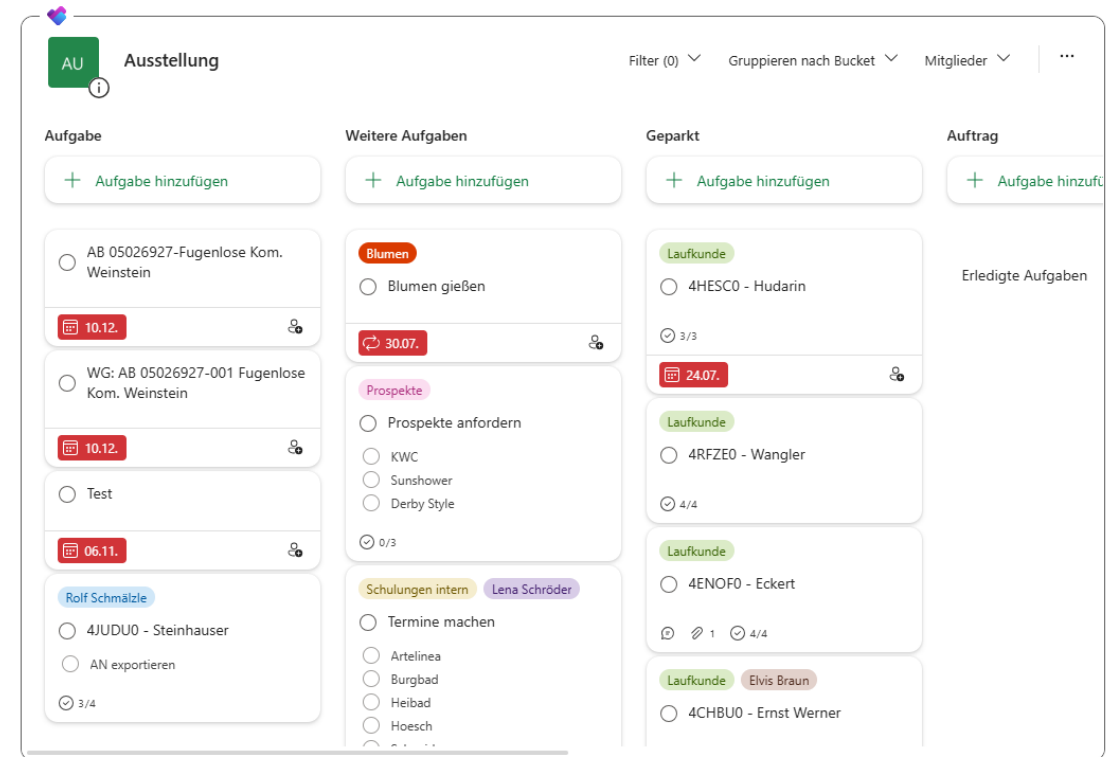 AU
Ausstellung
Filter (0)
Gruppieren nach Bucket
Mitglieder
Aufgabe
Aufgabe hinzufügen
AB 05026927-Fugenlose Kom.
Weinstein
10.12.
WG: AB 05026927-001 Fugenlose
Kom. Weinstein
10.12.
Test
06.11.
Rolf Schmälzle
4JUDU0 - Steinhauser
AN exportieren
3/4
Weitere Aufgaben
Aufgabe hinzufügen
Blumen
Blumen gießen
30.07.
Prospekte
Prospekte anfordern
KWC
Sunshower
Derby Style
0/3
Schulungen intern Lena Schröder
Termine machen
Artelinea
Burgbad
Heibad
Hoesch
Geparkt
Aufgabe hinzufügen
Laufkunde
4HESC0 - Hudarin
3/3
24.07.
Laufkunde
4RFZE0 - Wangler
4/4
Laufkunde
4ENOF0 - Eckert
1 4/4
Laufkunde Elvis Braun
4CHBU0 - Ernst Werner
Auftrag
Aufgabe hinzufü
Erledigte Aufgaben